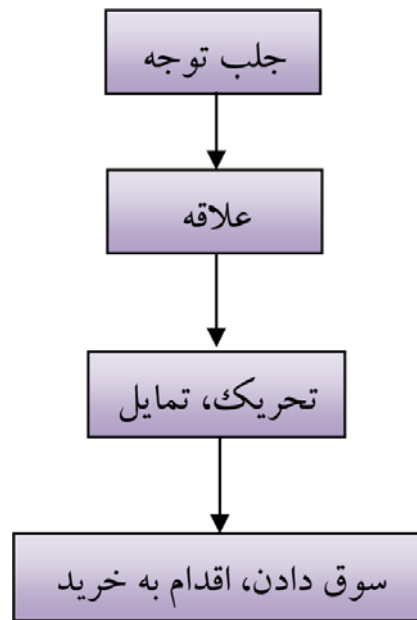 جلب توجه
علاقه
تحریک، تمایل
سوق دادن، اقدام به خرید